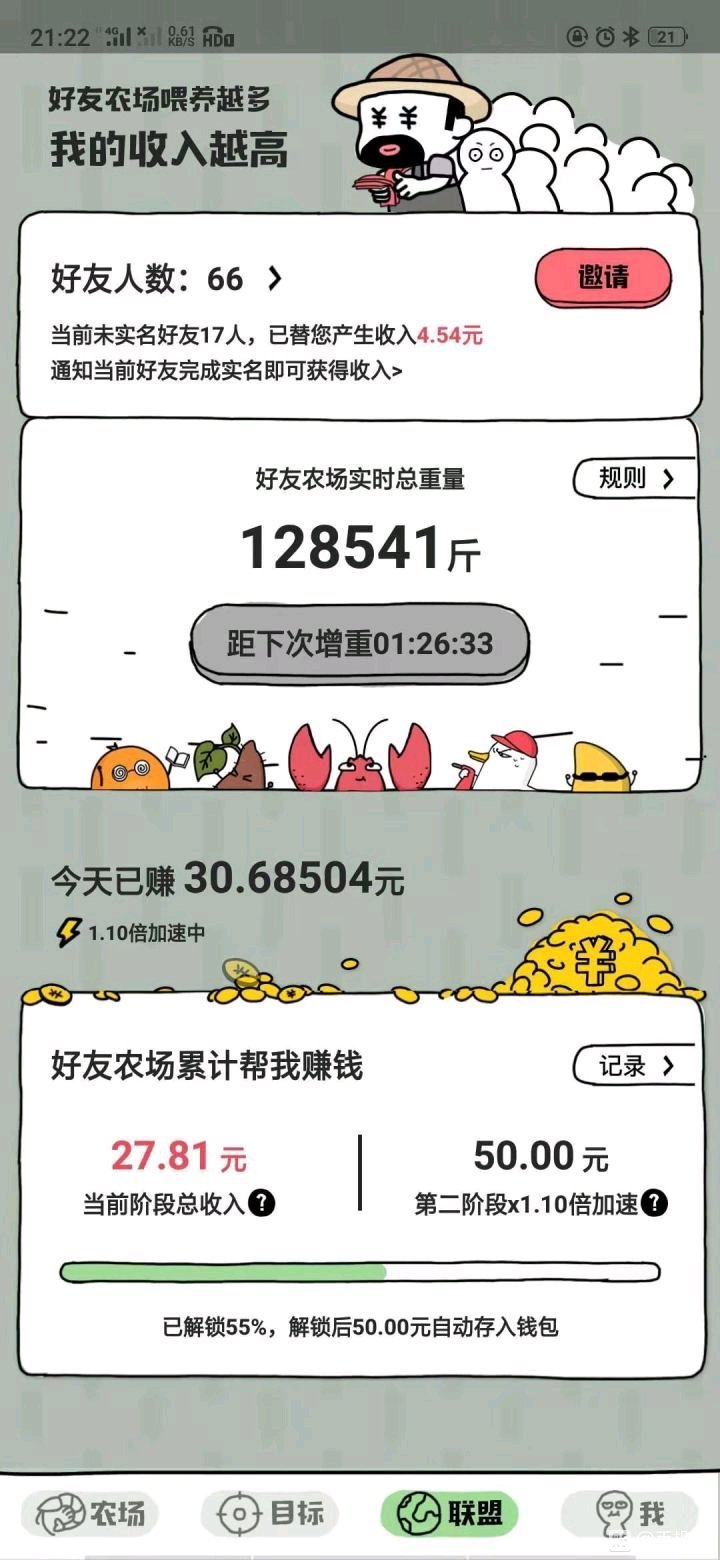 21:22 4G 0.61 KB/S HD 21
好友农场喂养越多
我的收入越高
¥ ¥
好友人数：66 >
邀请
当前未实名好友17人，已替您产生收入4.54元
通知当前好友完成实名即可获得收入>
好友农场实时总重量
规则 >
128541斤
距下次增重01:26:33
今天已赚 30.68504元
1.10倍加速中
¥
好友农场累计帮我赚钱
记录 >
27.81 元
50.00 元
当前阶段总收入?
第二阶段x1.10倍加速?
已解锁55%，解锁后50.00元自动存入钱包
农场
目标
联盟
我